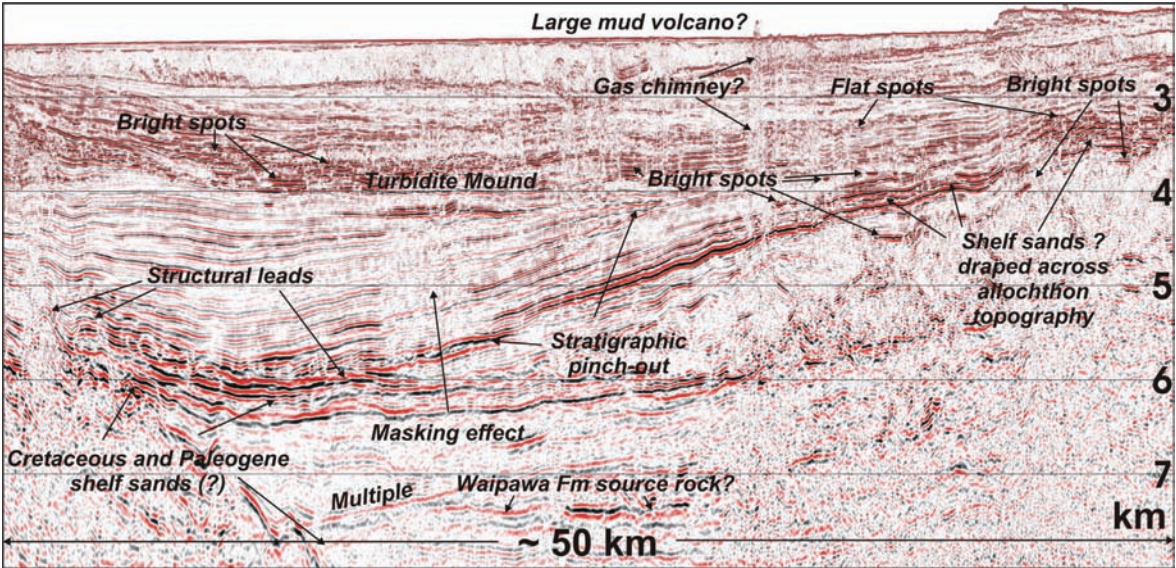 Large mud volcano?
Gas chimney?
Flat spots
Bright spots
3
Bright spots
Turbidite Mound
Bright spots
4
Shelf sands ?
draped across
allochthon
topography
Structural leads
5
Stratigraphic
pinch-out
6
Masking effect
Cretaceous and Paleogene
shelf sands (?)
7
Multiple
Waipawa Fm source rock?
km
~ 50 km